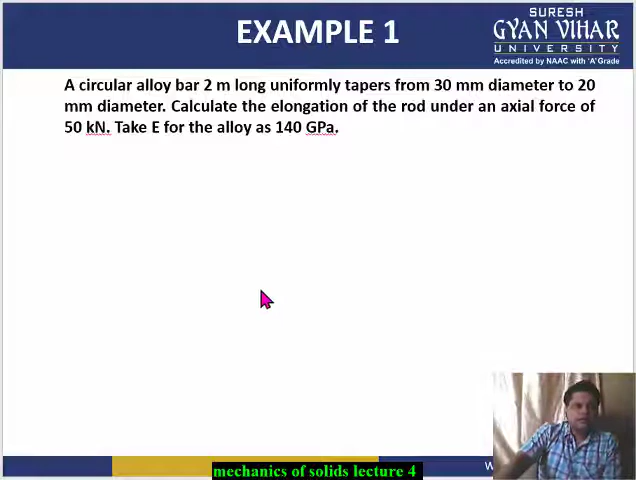 EXAMPLE 1
SURESH
GYAN VIHAR
UNIVERSITY
Accredited by NAAC with 'A' Grade
A circular alloy bar 2 m long uniformly tapers from 30 mm diameter to 20
mm diameter. Calculate the elongation of the rod under an axial force of
50 kN. Take E for the alloy as 140 GPa.
W
mechanics of solids lecture 4